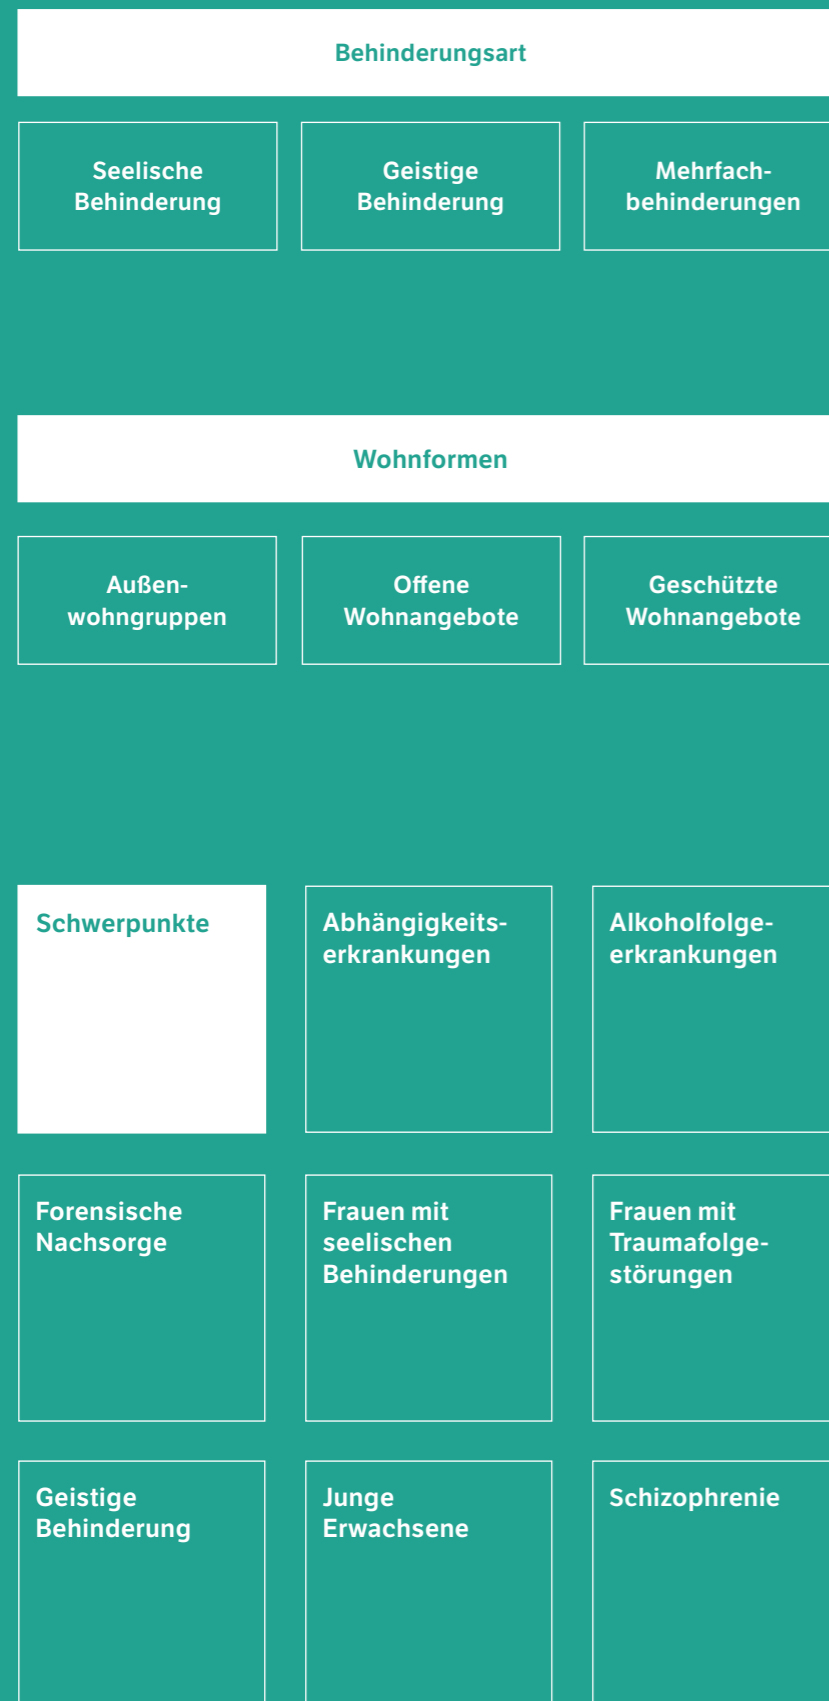 Behinderungsart
Seelische
Behinderung
Geistige
Behinderung
Mehrfach-
behinderungen
Wohnformen
Außen-
wohngruppen
Offene
Wohnangebote
Geschützte
Wohnangebote
Schwerpunkte
Abhängigkeits-
erkrankungen
Alkoholfolge-
erkrankungen
Forensische
Nachsorge
Frauen mit
seelischen
Behinderungen
Frauen mit
Traumafolge-
störungen
Geistige
Behinderung
Junge
Erwachsene
Schizophrenie